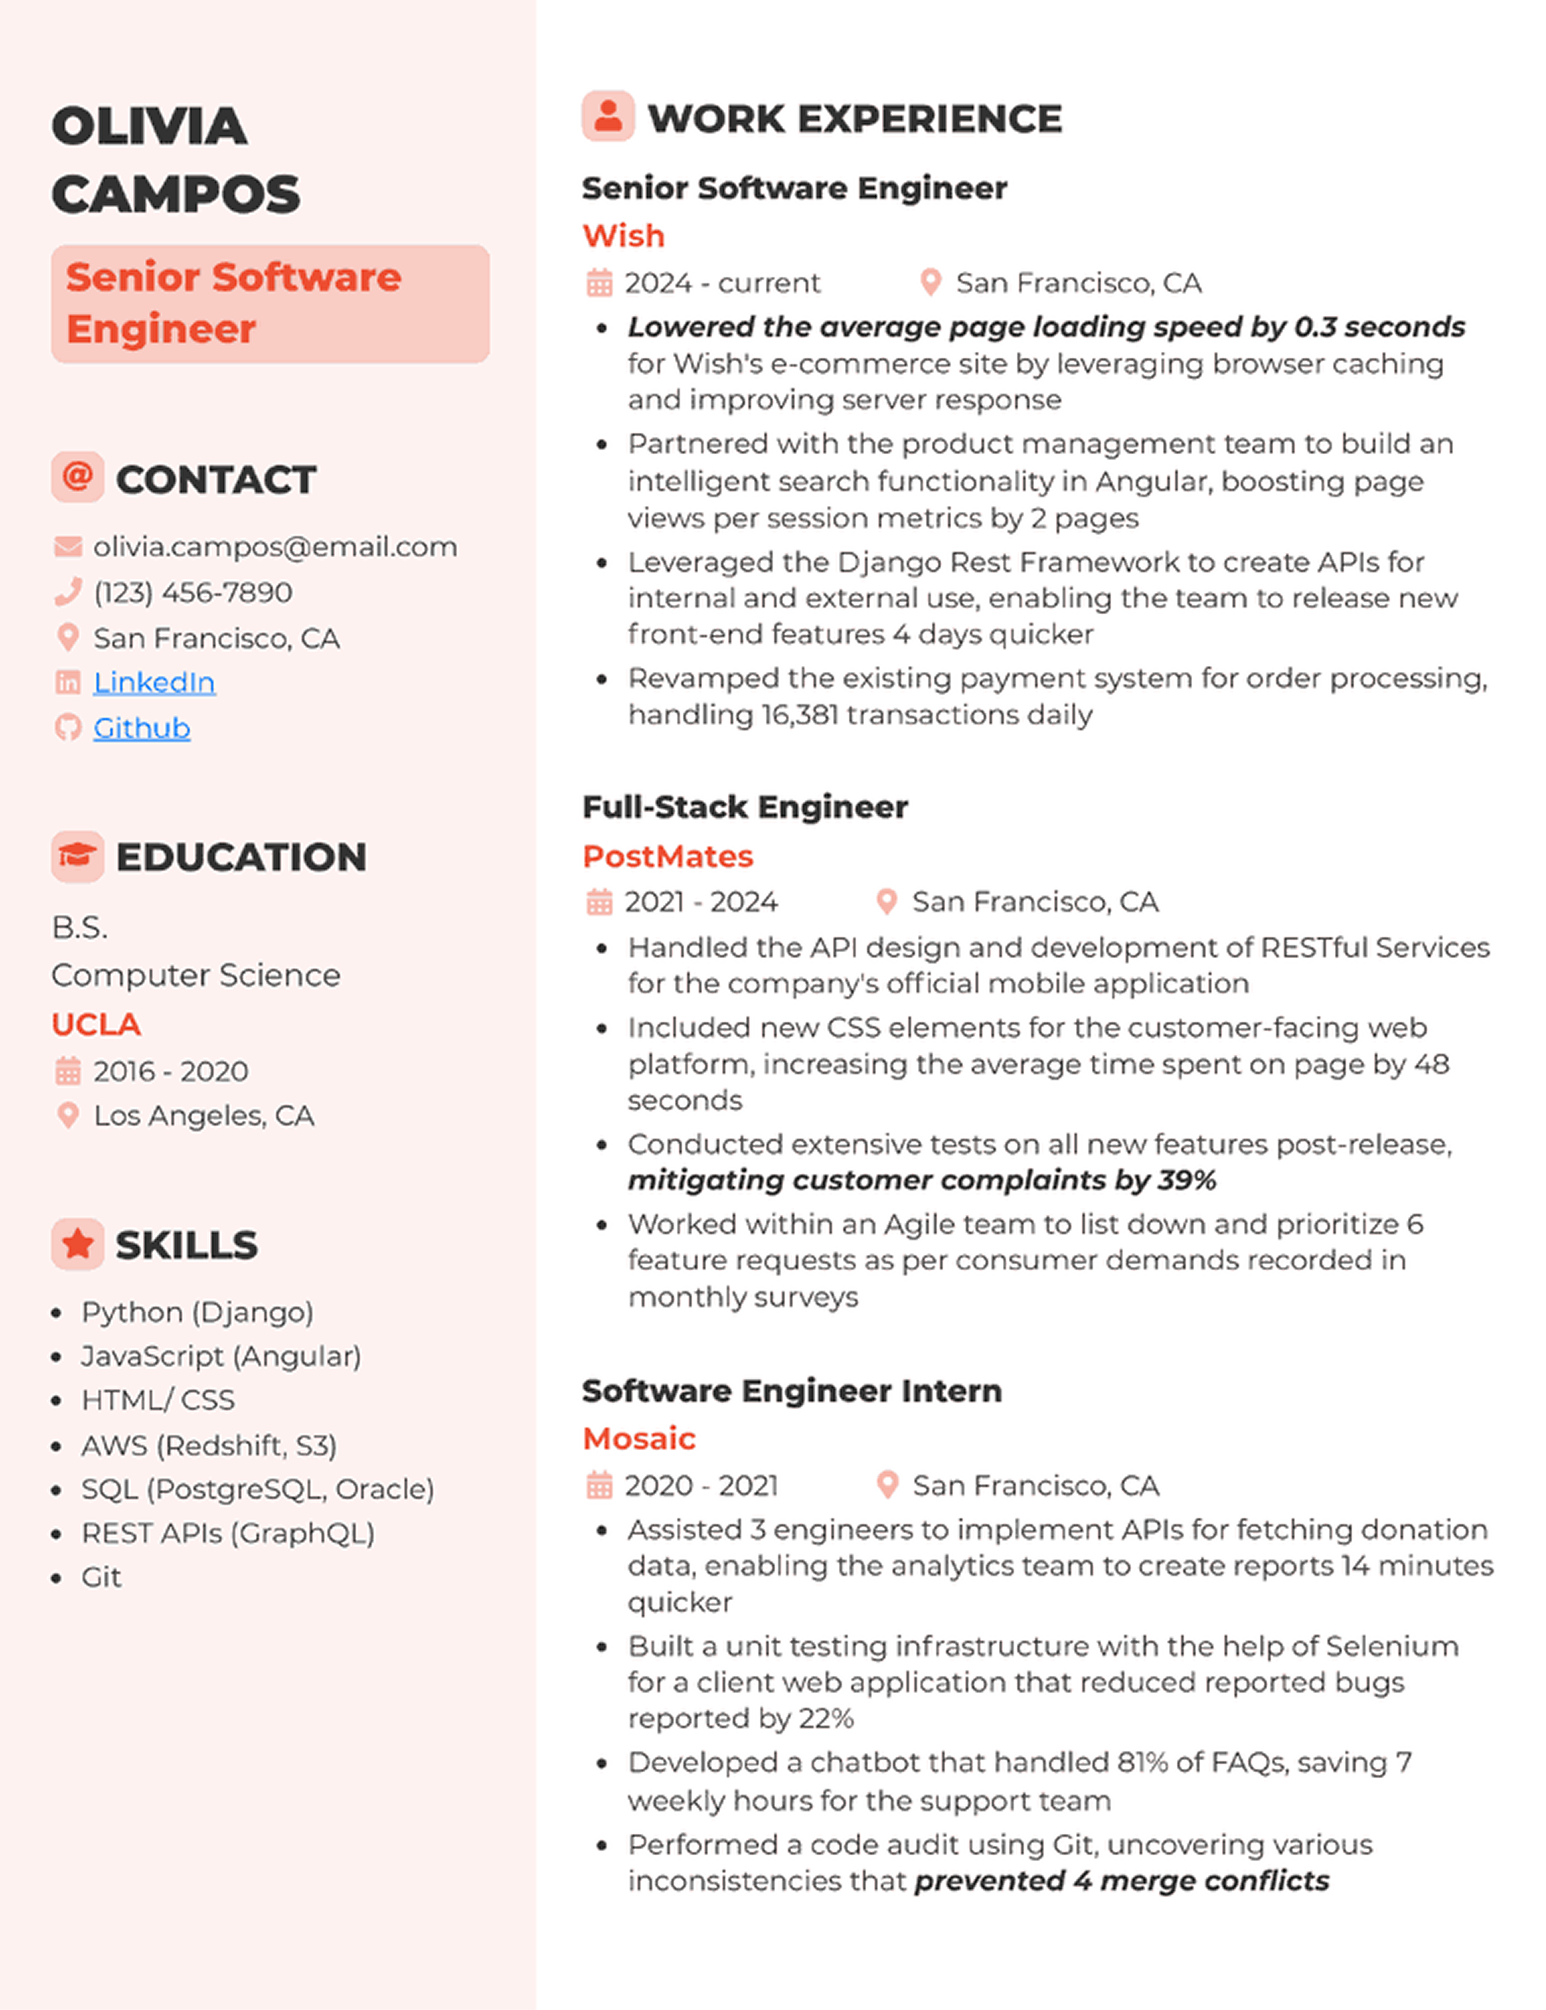 OLIVIA
CAMPOS
Senior Software
Engineer
CONTACT
olivia.campos@email.com
(123) 456-7890
San Francisco, CA
LinkedIn
Github
EDUCATION
B.S.
Computer Science
UCLA
2016 - 2020
Los Angeles, CA
SKILLS
• Python (Django)
• JavaScript (Angular)
• HTML/ CSS
• AWS (Redshift, S3)
• SQL (PostgreSQL, Oracle)
• REST APIs (GraphQL)
• Git
WORK EXPERIENCE
Senior Software Engineer
Wish
2024 - current San Francisco, CA
• Lowered the average page loading speed by 0.3 seconds
for Wish's e-commerce site by leveraging browser caching
and improving server response
• Partnered with the product management team to build an
intelligent search functionality in Angular, boosting page
views per session metrics by 2 pages
• Leveraged the Django Rest Framework to create APIs for
internal and external use, enabling the team to release new
front-end features 4 days quicker
• Revamped the existing payment system for order processing,
handling 16,381 transactions daily
Full-Stack Engineer
PostMates
2021 - 2024 San Francisco, CA
• Handled the API design and development of RESTful Services
for the company's official mobile application
• Included new CSS elements for the customer-facing web
platform, increasing the average time spent on page by 48
seconds
• Conducted extensive tests on all new features post-release,
mitigating customer complaints by 39%
• Worked within an Agile team to list down and prioritize 6
feature requests as per consumer demands recorded in
monthly surveys
Software Engineer Intern
Mosaic
2020 - 2021 San Francisco, CA
• Assisted 3 engineers to implement APIs for fetching donation
data, enabling the analytics team to create reports 14 minutes
quicker
• Built a unit testing infrastructure with the help of Selenium
for a client web application that reduced reported bugs
reported by 22%
• Developed a chatbot that handled 81% of FAQs, saving 7
weekly hours for the support team
• Performed a code audit using Git, uncovering various
inconsistencies that prevented 4 merge conflicts